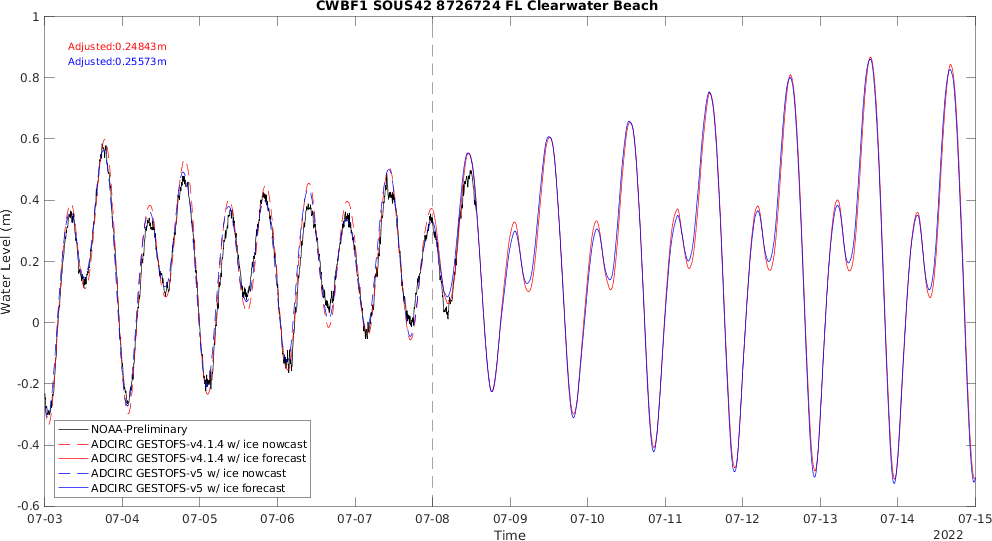 CWBF1 SOUS42 8726724 FL Clearwater Beach
Adjusted:0.24843m
Adjusted:0.25573m
Water Level (m)
1
0.8
0.6
0.4
0.2
0
-0.2
-0.4
-0.6
NOAA-Preliminary
ADCIRC GESTOFS-v4.1.4 w/ ice nowcast
ADCIRC GESTOFS-v4.1.4 w/ ice forecast
ADCIRC GESTOFS-v5 w/ ice nowcast
ADCIRC GESTOFS-v5 w/ ice forecast
07-03 07-04 07-05 07-06 07-07 07-08 07-09 07-10 07-11 07-12 07-13 07-14 07-15
Time
2022